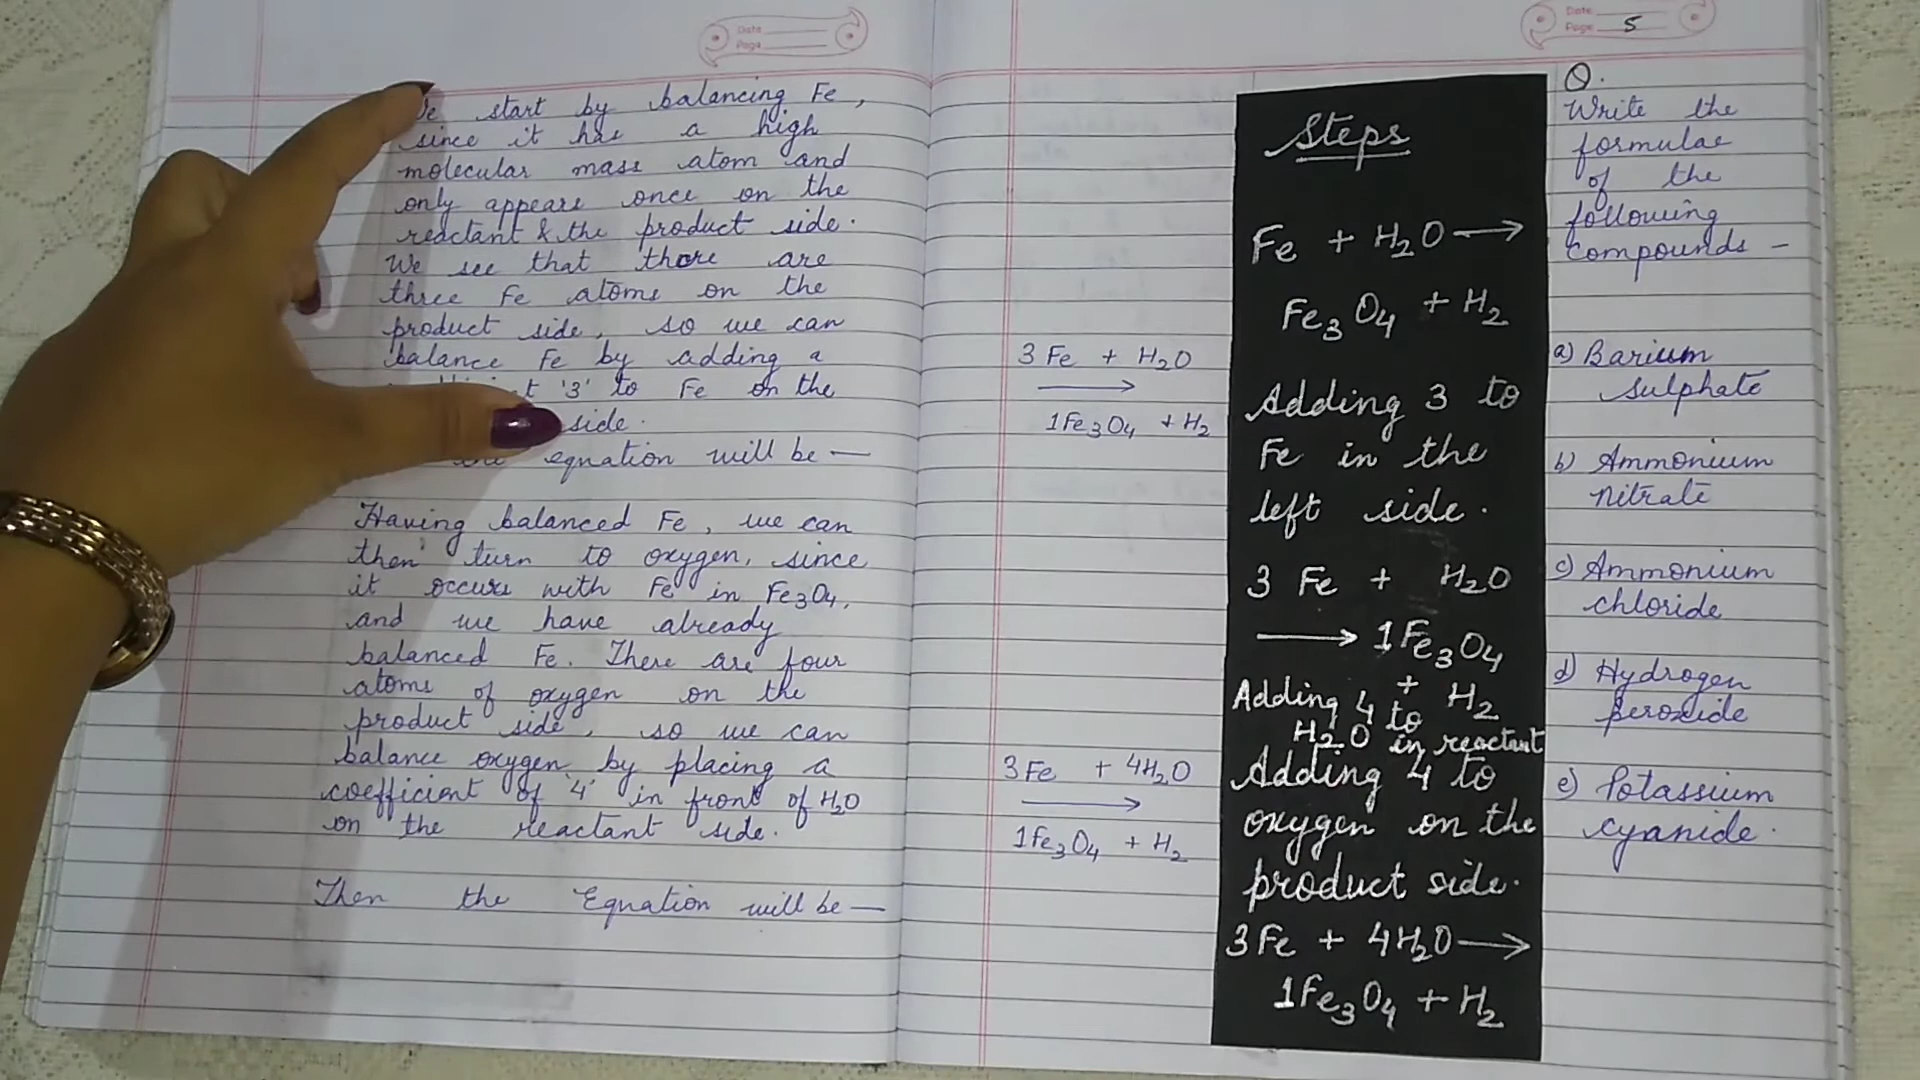 Date
Page
start by balancing Fe,
since it has a high
molecular mass atom and
only appears once on the
reactant & the product side.
We see that there are
three Fe atoms on the
product side, so we can
balance Fe by adding a
'3' to Fe on the
side.
equation will be —
Having balanced Fe, we can
then turn to oxygen, since
it occurs with Fe in Fe₃O₄,
and we have already
balanced Fe. There are four
atoms of oxygen on the
product side, so we can
balance oxygen by placing a
coefficient of '4' in front of H₂O
on the reactant side.
Then the Equation will be —
3 Fe + H₂O
⟶
1Fe₃O₄ + H₂
3Fe + 4H₂O
⟶
1Fe₃O₄ + H₂
Steps
Fe + H₂O ⟶
Fe₃O₄ + H₂
Adding 3 to
Fe in the
left side.
3 Fe + H₂O
⟶ 1Fe₃O₄
+ H₂
Adding 4 to
H₂O in reactant
Adding 4 to
oxygen on the
product side.
3Fe + 4H₂O ⟶
1Fe₃O₄ + H₂
Date
Page 5
Q.
Write the
formulae
of the
following
compounds —
a) Barium
sulphate
b) Ammonium
nitrate
c) Ammonium
chloride
d) Hydrogen
peroxide
e) Potassium
cyanide.